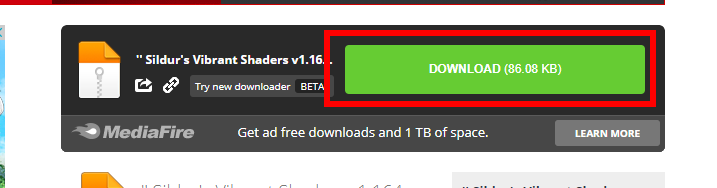 " Sildur's Vibrant Shaders v1.16...
DOWNLOAD (86.08 KB)
Try new downloader BETA
MediaFire
Get ad free downloads and 1 TB of space.
LEARN MORE